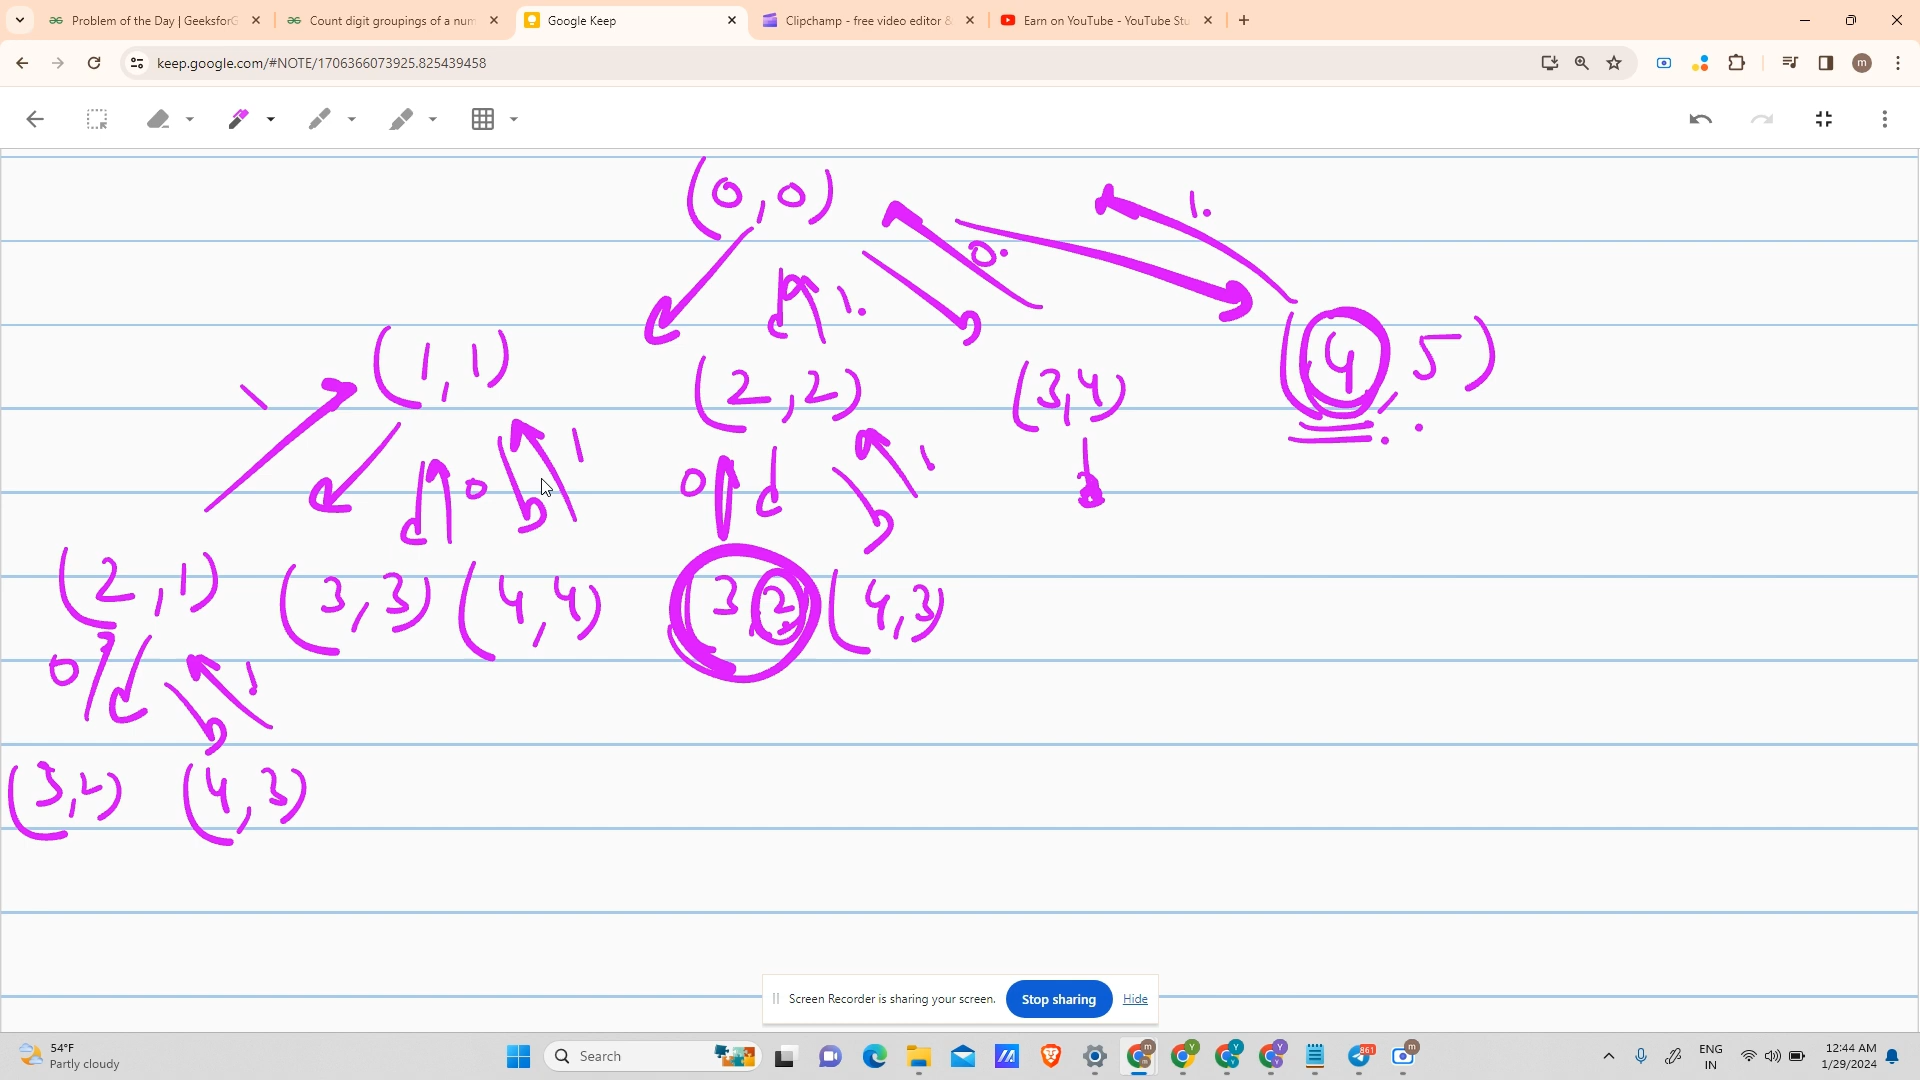 Problem of the Day | GeeksforG
Count digit groupings of a num
Google Keep
Clipchamp - free video editor &
Earn on YouTube - YouTube Stu
keep.google.com/#NOTE/1706366073925.825439458
m
(0,0)
1.
0.
1.
(1,1) (2,2) (3,4) (4,5)
0 1 0 1.
(2,1) (3,3) (4,4) (3,2) (4,3)
0 1
(3,2) (4,3)
Screen Recorder is sharing your screen. Stop sharing Hide
54°F
Partly cloudy
Search
861
ENG
IN
12:44 AM
1/29/2024